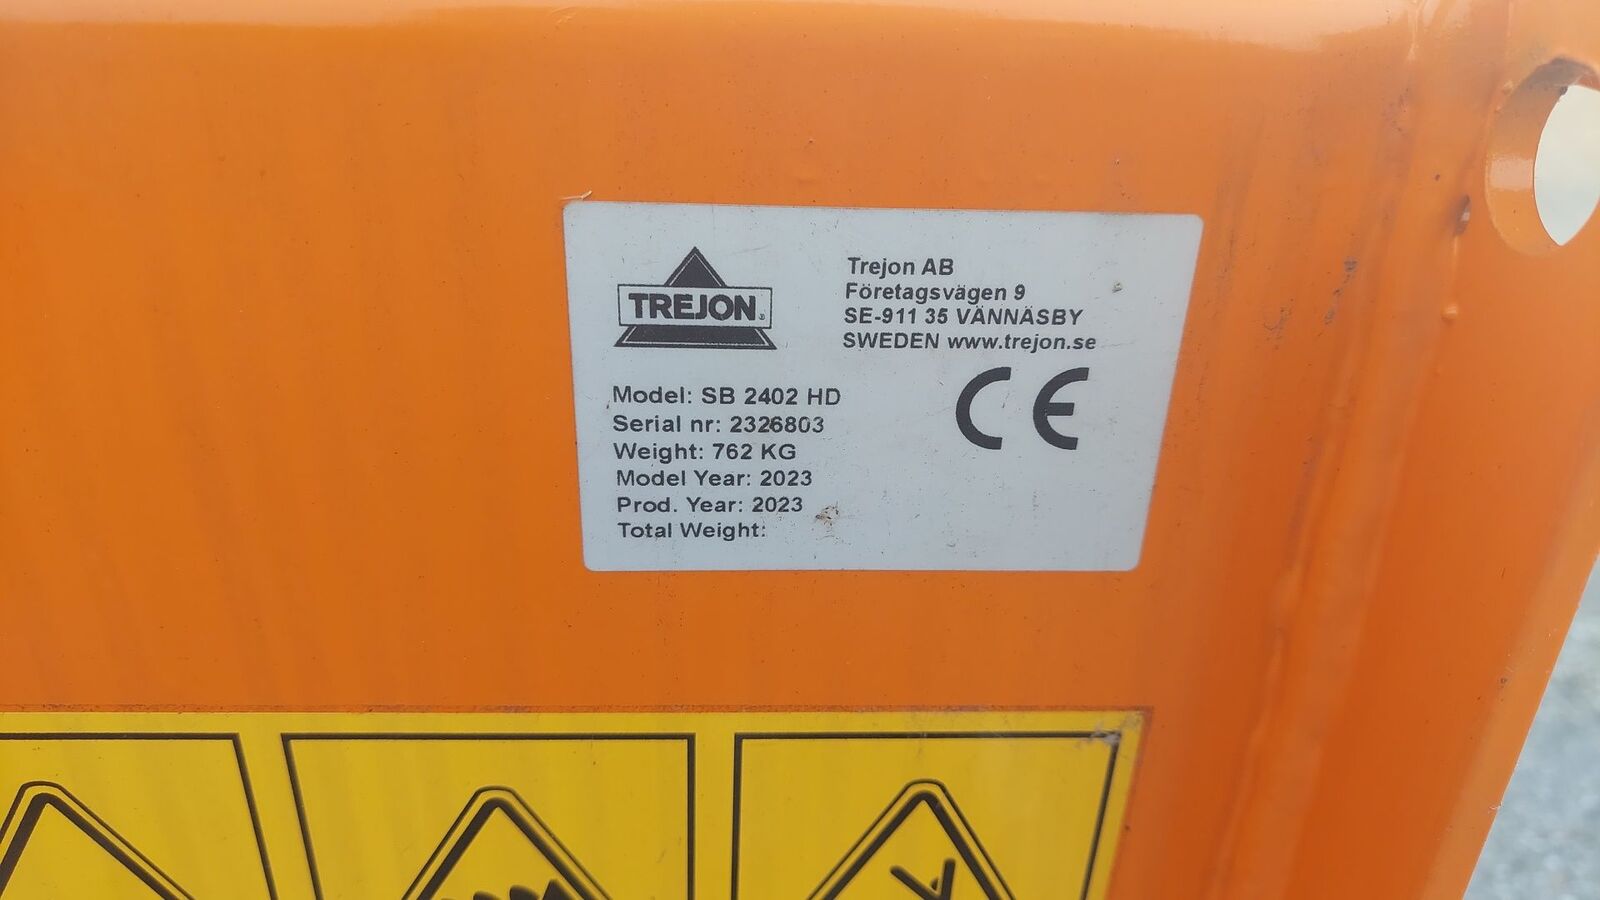 TREJON
Trejon AB
Företagsvägen 9
SE-911 35 VÄNNÄSBY
SWEDEN www.trejon.se
CE
Model: SB 2402 HD
Serial nr: 2326803
Weight: 762 KG
Model Year: 2023
Prod. Year: 2023
Total Weight: